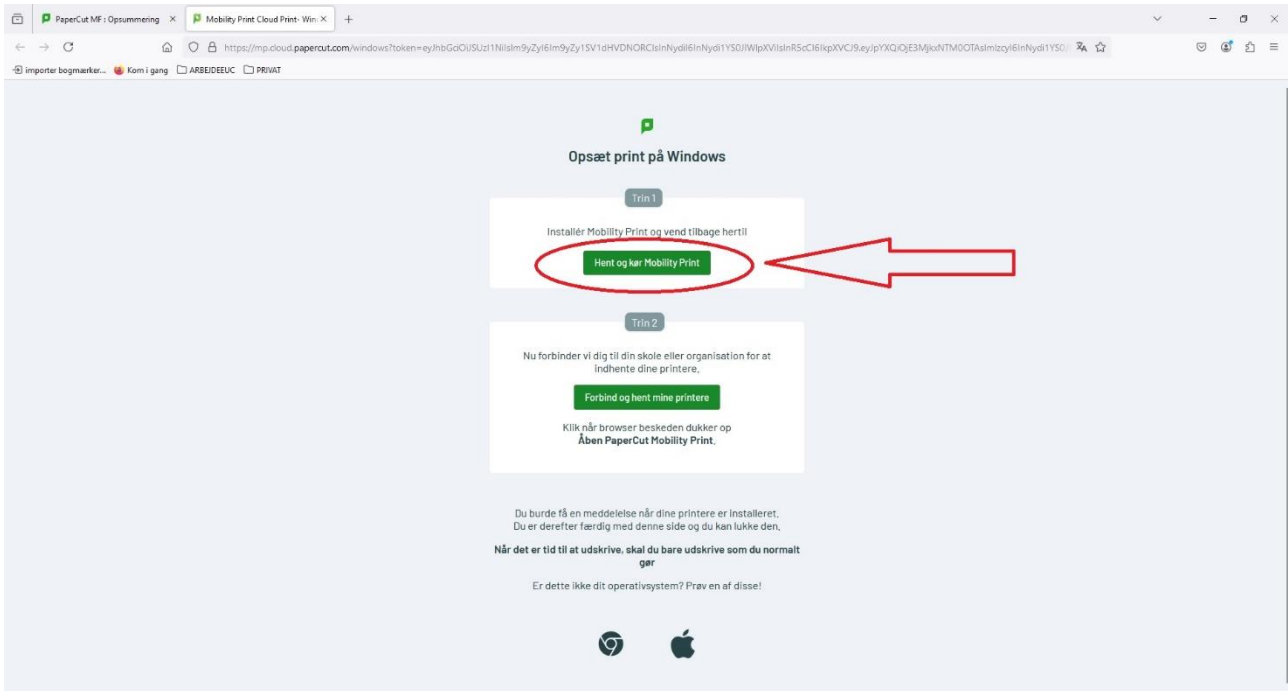 PaperCut MF : Opsummering
Mobility Print Cloud Print- Win
importer bogmærker...
Kom i gang
ARBEJDEEUC
PRIVAT
Opsæt print på Windows
Trin 1
Installér Mobility Print og vend tilbage hertil
Hent og kør Mobility Print
Trin 2
Nu forbinder vi dig til din skole eller organisation for at
indhente dine printere.
Forbind og hent mine printere
Klik når browser beskeden dukker op
Åben PaperCut Mobility Print.
Du burde få en meddelelse når dine printere er installeret.
Du er derefter færdig med denne side og du kan lukke den.
Når det er tid til at udskrive, skal du bare udskrive som du normalt
gør
Er dette ikke dit operativsystem? Prøv en af disse!